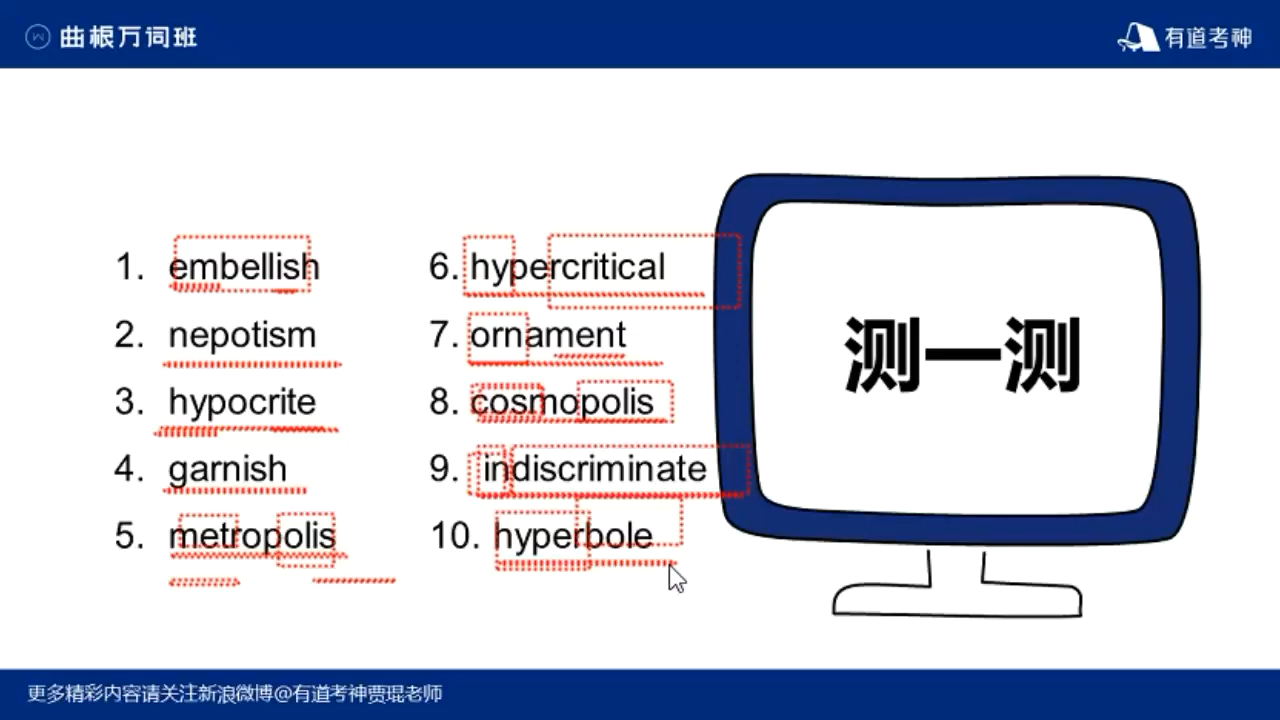 曲根万词班
有道考神
1. embellish
2. nepotism
3. hypocrite
4. garnish
5. metropolis
6. hypercritical
7. ornament
8. cosmopolis
9. indiscriminate
10. hyperbole
测一测
更多精彩内容请关注新浪微博@有道考神贾琨老师